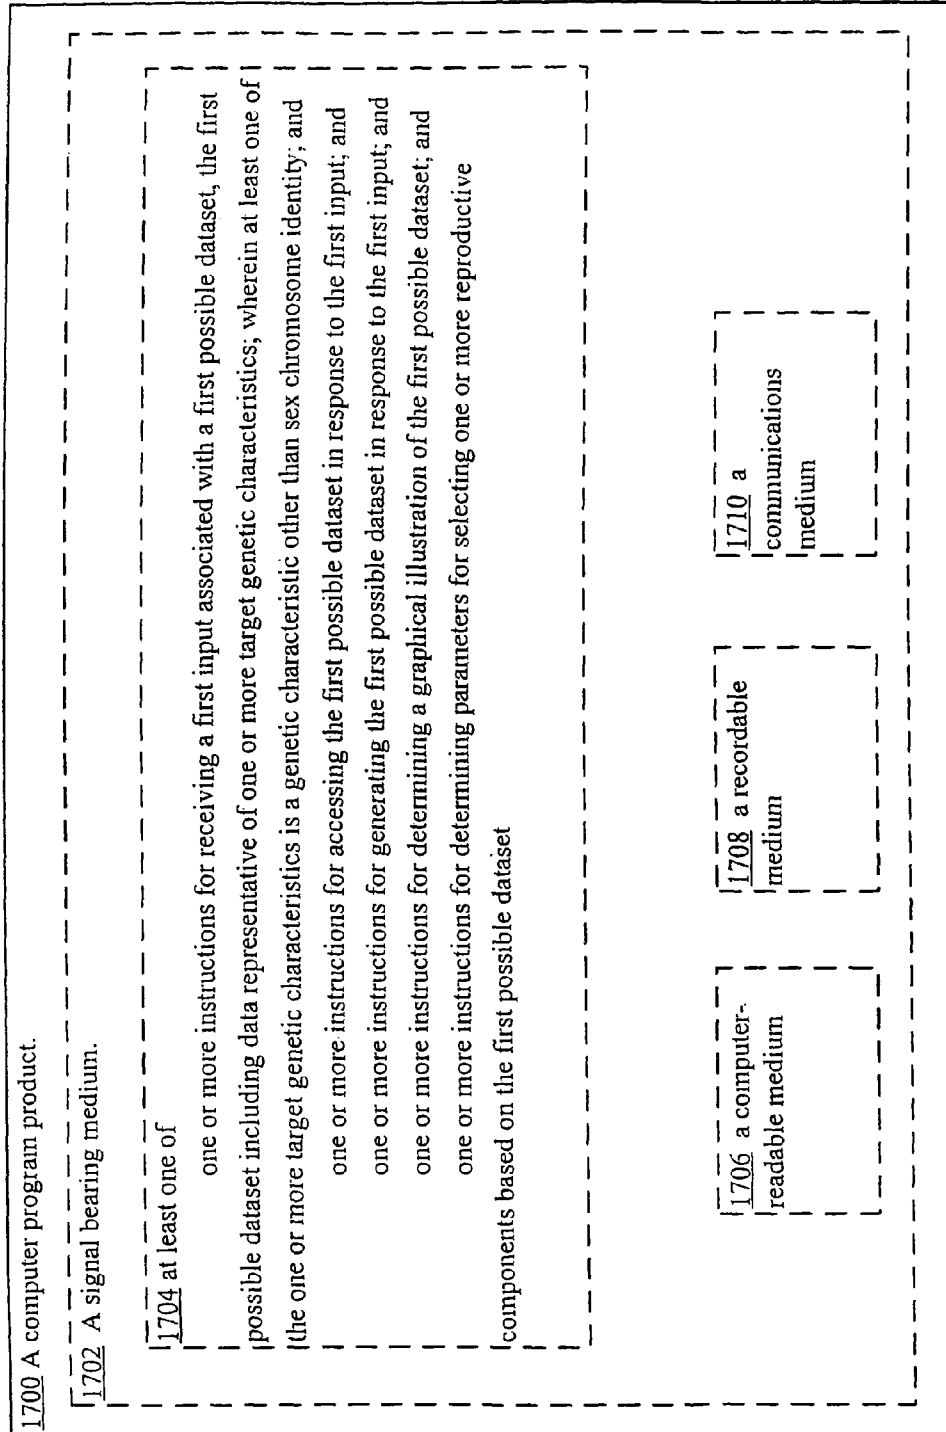 1700 A computer program product.
1702 A signal bearing medium.
1704 at least one of
one or more instructions for receiving a first input associated with a first possible dataset, the first
possible dataset including data representative of one or more target genetic characteristics; wherein at least one of
the one or more target genetic characteristics is a genetic characteristic other than sex chromosome identity; and
one or more instructions for accessing the first possible dataset in response to the first input; and
one or more instructions for generating the first possible dataset in response to the first input; and
one or more instructions for determining a graphical illustration of the first possible dataset; and
one or more instructions for determining parameters for selecting one or more reproductive
components based on the first possible dataset
1706 a computer-
readable medium
1708 a recordable
medium
1710 a
communications
medium